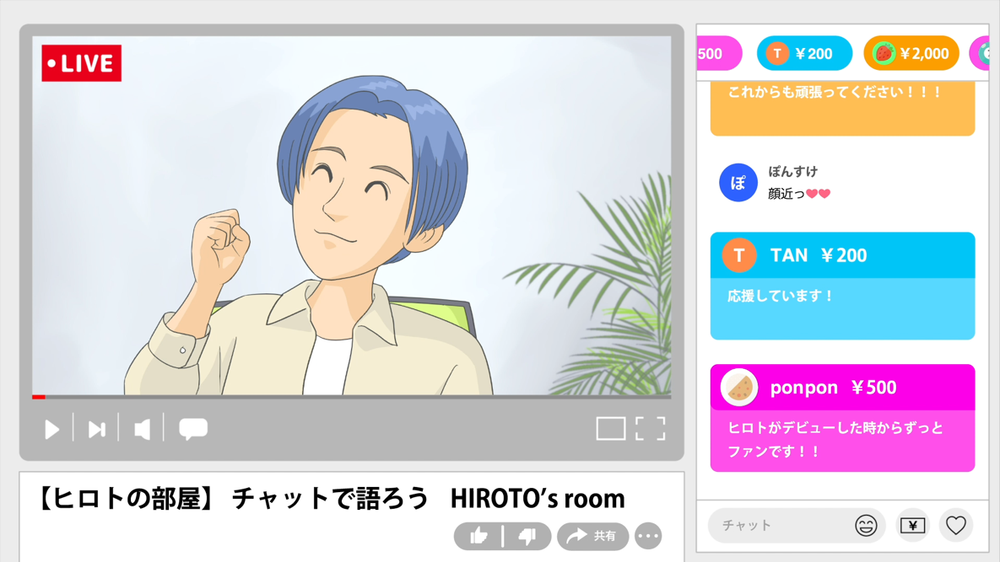 •LIVE
500
T ¥200
¥2,000
これからも頑張ってください！！！
ぽ
ぽんすけ
顔近っ❤❤
T TAN ¥200
応援しています！
ponpon ¥500
ヒロトがデビューした時からずっと
ファンです！！
【ヒロトの部屋】 チャットで語ろう HIROTO’s room
共有
チャット
¥